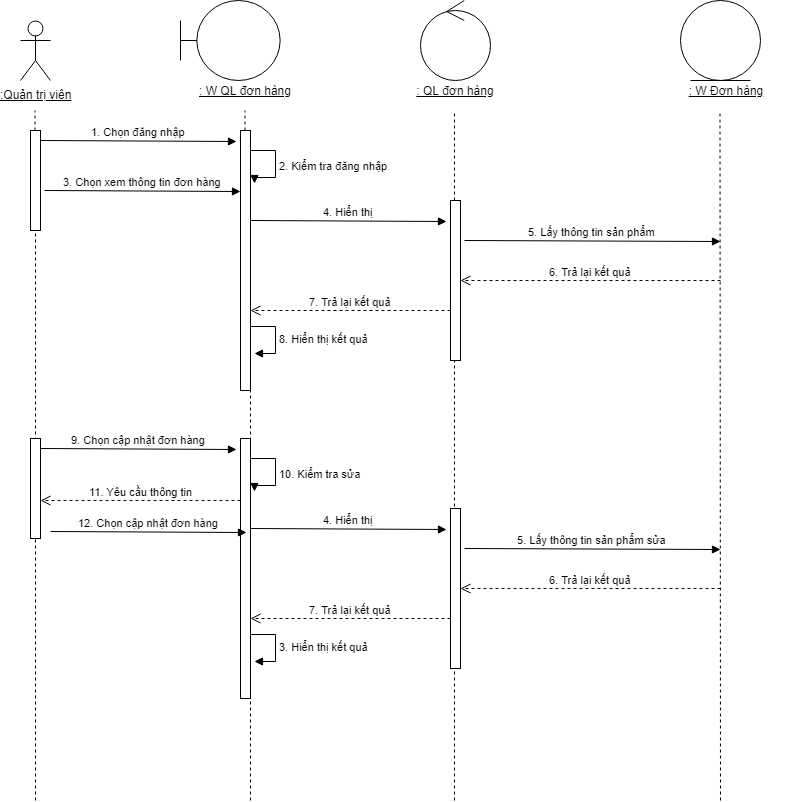 :Quản trị viên
: W QL đơn hàng
: QL đơn hàng
: W Đơn hàng
1. Chọn đăng nhập
2. Kiểm tra đăng nhập
3. Chọn xem thông tin đơn hàng
4. Hiển thị
5. Lấy thông tin sản phẩm
6. Trả lại kết quả
7. Trả lại kết quả
8. Hiển thị kết quả
9. Chọn cập nhật đơn hàng
10. Kiểm tra sửa
11. Yêu cầu thông tin
12. Chọn cập nhật đơn hàng
4. Hiển thị
5. Lấy thông tin sản phẩm sửa
6. Trả lại kết quả
7. Trả lại kết quả
3. Hiển thị kết quả